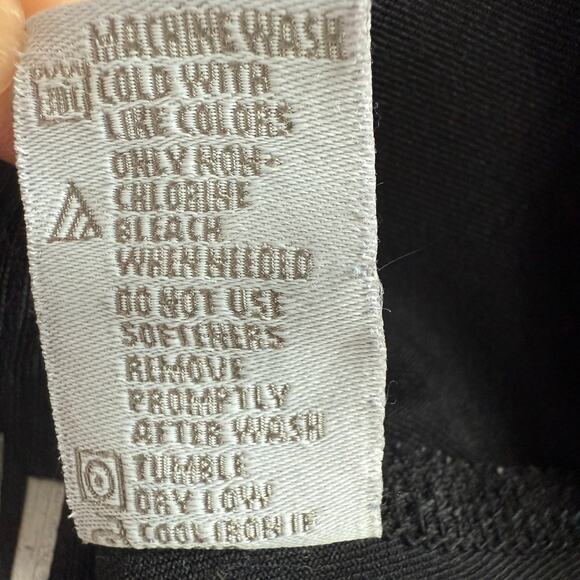 MACHINE WASH
30C COLD WITH
LIKE COLORS
ONLY NON-
CHLORINE
BLEACH
WHEN NEEDED
DO NOT USE
SOFTENERS
REMOVE
PROMPTLY
AFTER WASH
TUMBLE
DRY LOW
COOL IRON IF